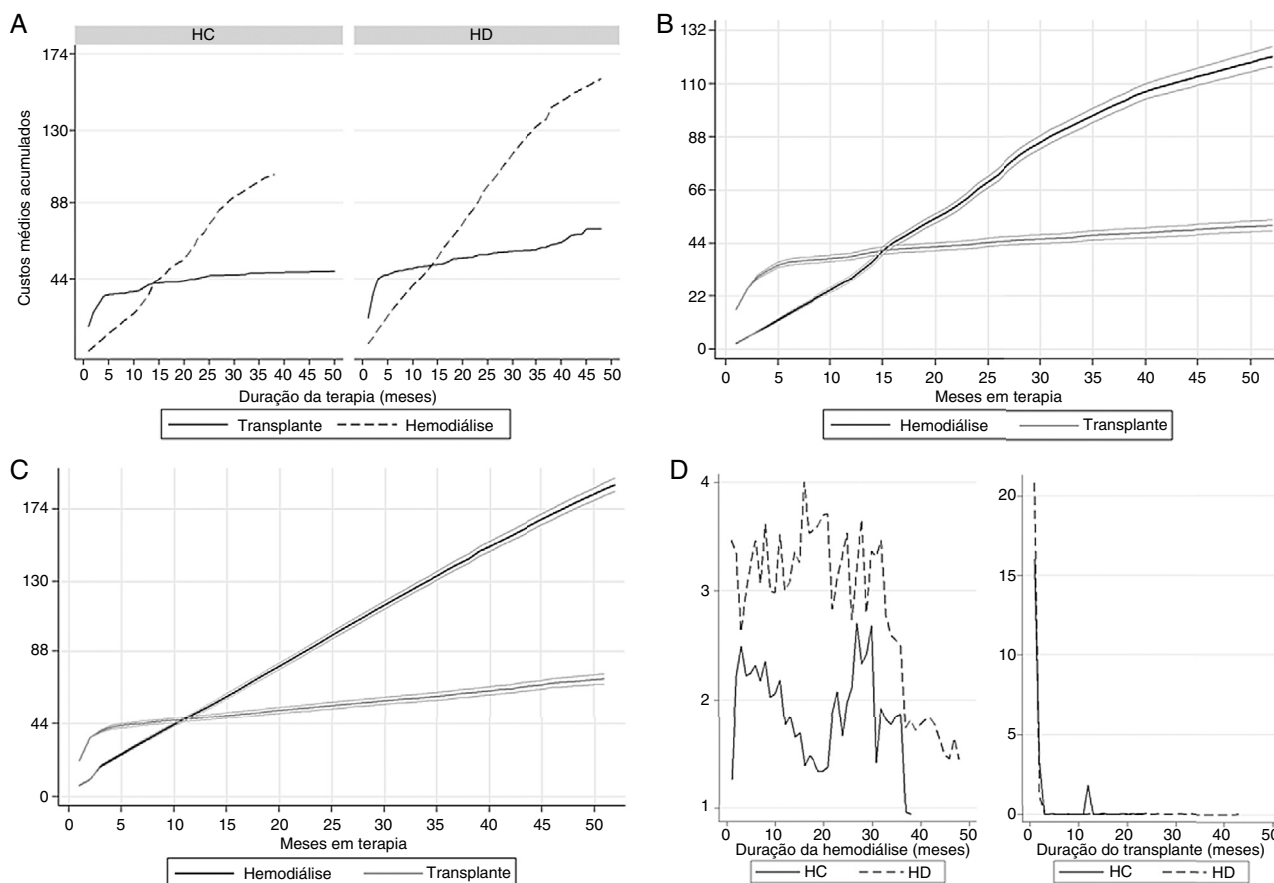 A
HC
HD
174
130
88
44
Custos médios acumulados
0 5 10 15 20 25 30 35 40 45 50
0 5 10 15 20 25 30 35 40 45 50
Duração da terapia (meses)
Transplante
Hemodiálise
B
132
110
88
66
44
22
0
0 5 10 15 20 25 30 35 40 45 50
Meses em terapia
Hemodiálise
Transplante
C
174
130
88
44
0
0 5 10 15 20 25 30 35 40 45 50
Meses em terapia
Hemodiálise
Transplante
D
4
3
2
1
0 10 20 30 40 50
Duração da hemodiálise (meses)
HC
HD
20
15
10
5
0
0 10 20 30 40 50
Duração do transplante (meses)
HC
HD